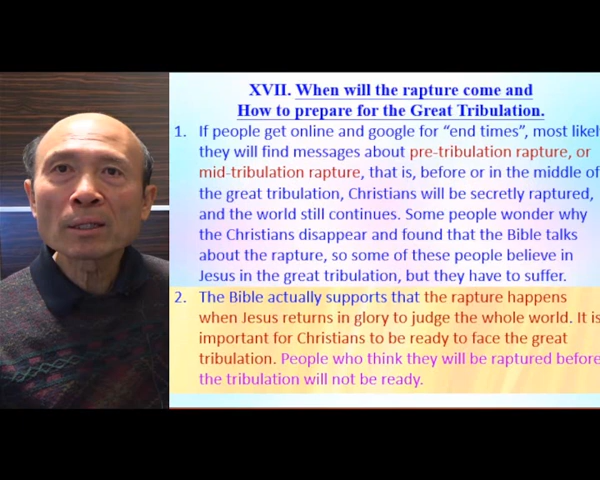 XVII. When will the rapture come and
How to prepare for the Great Tribulation.
1. If people get online and google for “end times”, most likely
they will find messages about pre-tribulation rapture, or
mid-tribulation rapture, that is, before or in the middle of
the great tribulation, Christians will be secretly raptured,
and the world still continues. Some people wonder why
the Christians disappear and found that the Bible talks
about the rapture, so some of these people believe in
Jesus in the great tribulation, but they have to suffer.
2. The Bible actually supports that the rapture happens
when Jesus returns in glory to judge the whole world. It is
important for Christians to be ready to face the great
tribulation. People who think they will be raptured before
the tribulation will not be ready.